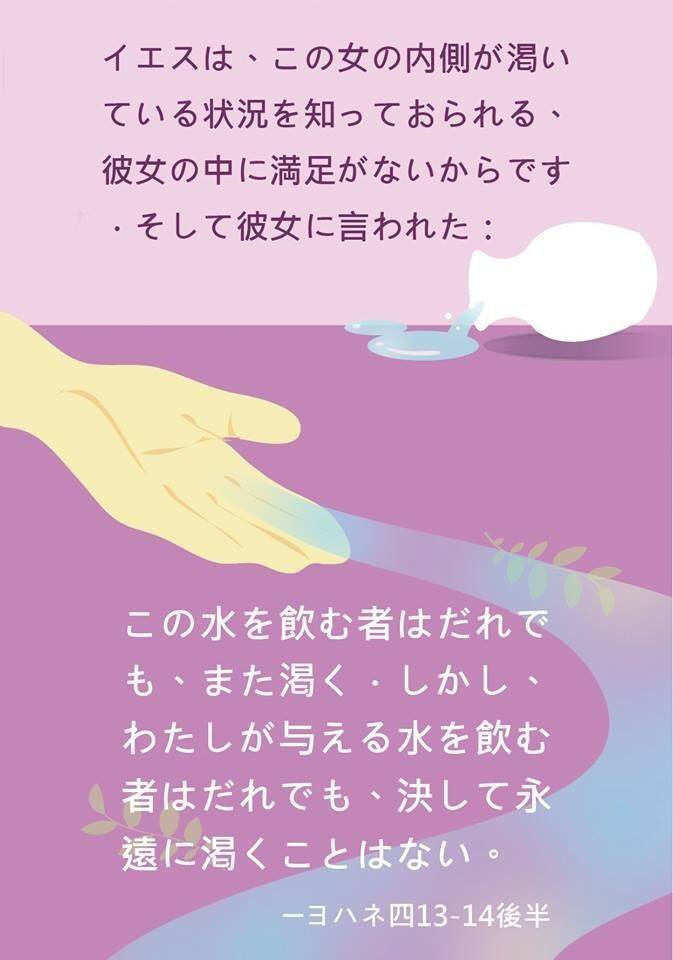 イエスは、この女の内側が渇い
ている状況を知っておられる、
彼女の中に満足がないからです
．そして彼女に言われた：
この水を飲む者はだれで
も、また渇く．しかし、
わたしが与える水を飲む
者はだれでも、決して永
遠に渇くことはない。
ーヨハネ四13-14後半